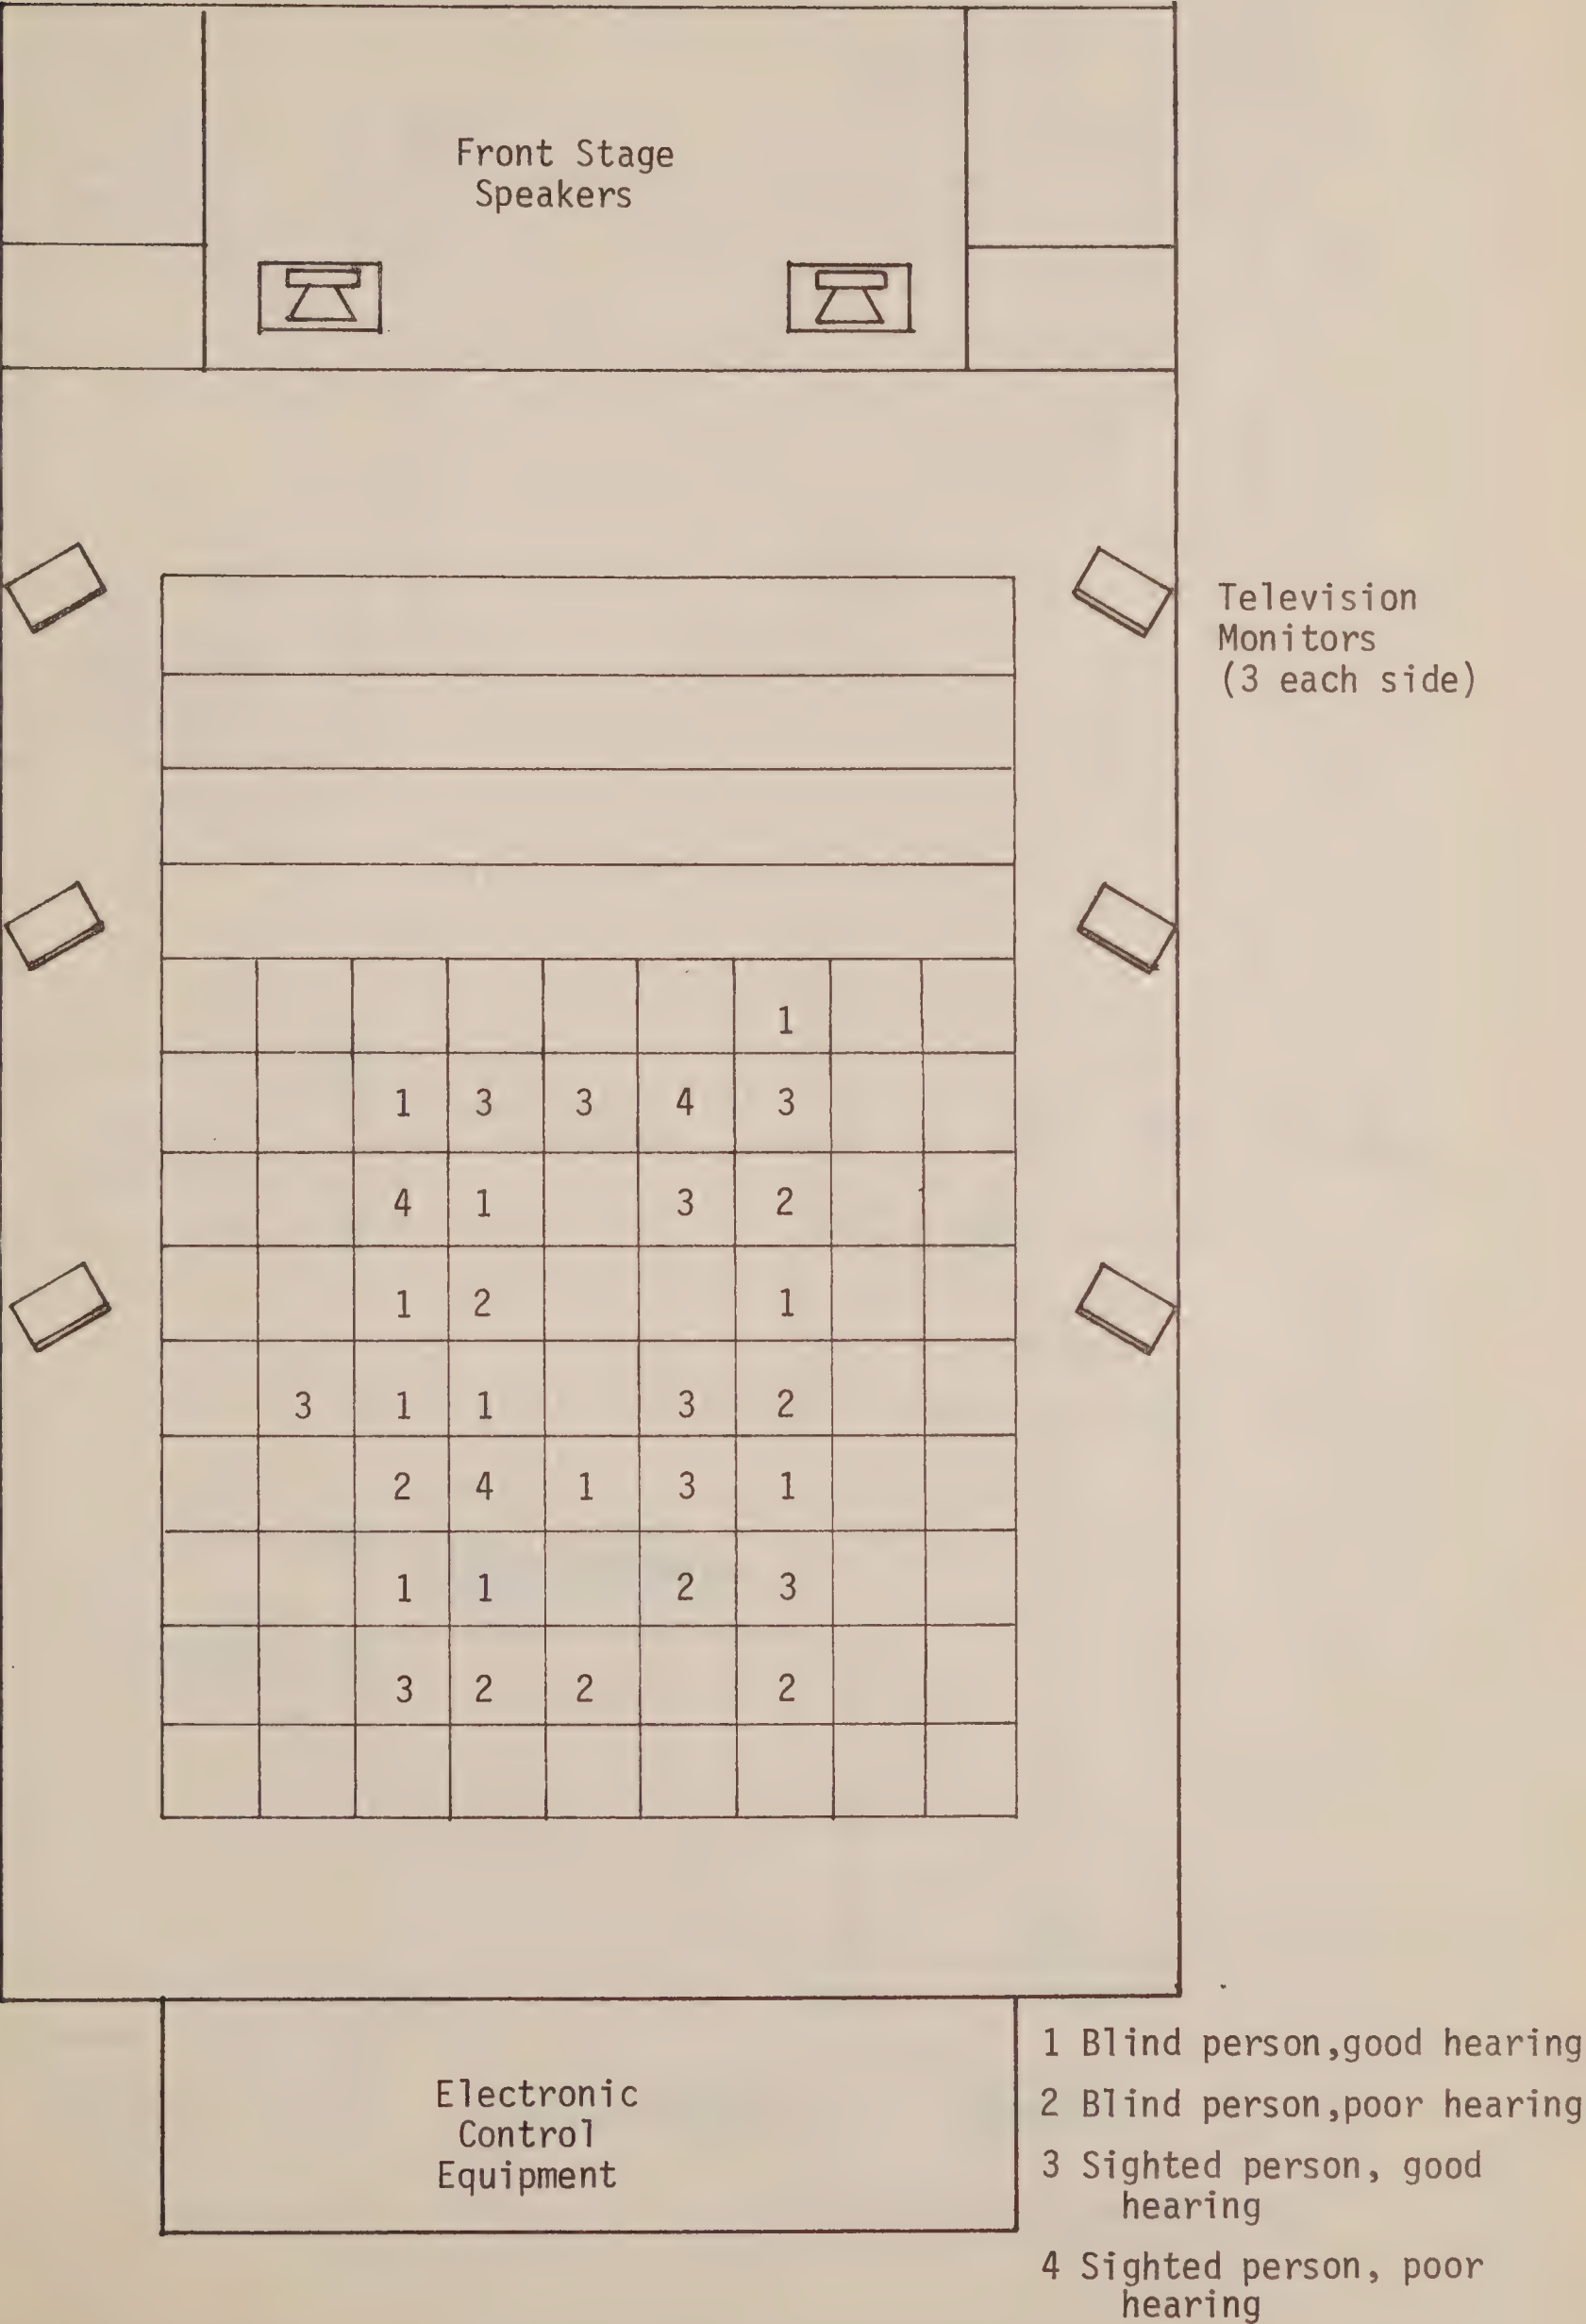 Front Stage
Speakers
Television
Monitors
(3 each side)
1
1 3 3 4 3
4 1 3 2
1 2 1
3 1 1 3 2
2 4 1 3 1
1 1 2 3
3 2 2 2
Electronic
Control
Equipment
1 Blind person,good hearing
2 Blind person,poor hearing
3 Sighted person, good
hearing
4 Sighted person, poor
hearing